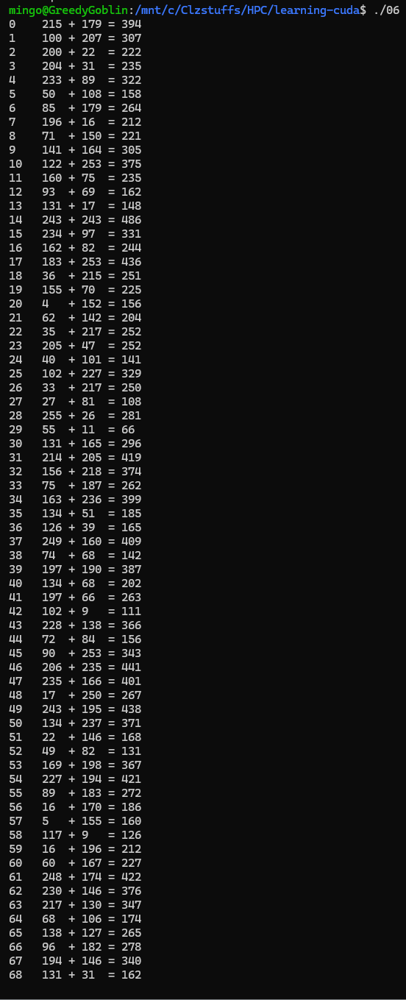 mingo@GreedyGoblin:/mnt/c/Clzstuffs/HPC/learning-cuda$ ./06
0    215 + 179 = 394
1    100 + 207 = 307
2    200 + 22  = 222
3    204 + 31  = 235
4    233 + 89  = 322
5    50  + 108 = 158
6    85  + 179 = 264
7    196 + 16  = 212
8    71  + 150 = 221
9    141 + 164 = 305
10   122 + 253 = 375
11   160 + 75  = 235
12   93  + 69  = 162
13   131 + 17  = 148
14   243 + 243 = 486
15   234 + 97  = 331
16   162 + 82  = 244
17   183 + 253 = 436
18   36  + 215 = 251
19   155 + 70  = 225
20   4   + 152 = 156
21   62  + 142 = 204
22   35  + 217 = 252
23   205 + 47  = 252
24   40  + 101 = 141
25   102 + 227 = 329
26   33  + 217 = 250
27   27  + 81  = 108
28   255 + 26  = 281
29   55  + 11  = 66
30   131 + 165 = 296
31   214 + 205 = 419
32   156 + 218 = 374
33   75  + 187 = 262
34   163 + 236 = 399
35   134 + 51  = 185
36   126 + 39  = 165
37   249 + 160 = 409
38   74  + 68  = 142
39   197 + 190 = 387
40   134 + 68  = 202
41   197 + 66  = 263
42   102 + 9   = 111
43   228 + 138 = 366
44   72  + 84  = 156
45   90  + 253 = 343
46   206 + 235 = 441
47   235 + 166 = 401
48   17  + 250 = 267
49   243 + 195 = 438
50   134 + 237 = 371
51   22  + 146 = 168
52   49  + 82  = 131
53   169 + 198 = 367
54   227 + 194 = 421
55   89  + 183 = 272
56   16  + 170 = 186
57   5   + 155 = 160
58   117 + 9   = 126
59   16  + 196 = 212
60   60  + 167 = 227
61   248 + 174 = 422
62   230 + 146 = 376
63   217 + 130 = 347
64   68  + 106 = 174
65   138 + 127 = 265
66   96  + 182 = 278
67   194 + 146 = 340
68   131 + 31  = 162